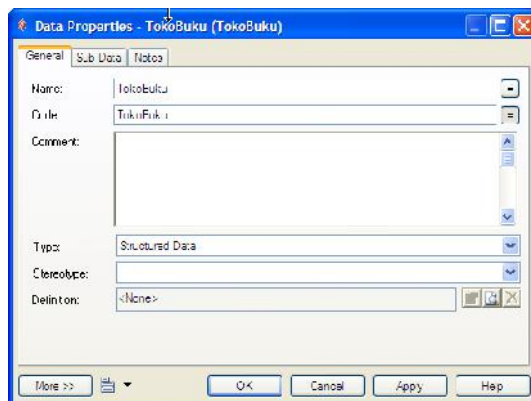 Data Properties - TokoBuku (TokoBuku)
General Sub Data Notes
Name: TokoBuku
Code: TokoBuku
Comment:
Type: Structured Data
Stereotype:
Definition: <None>
More >> OK Cancel Apply Help